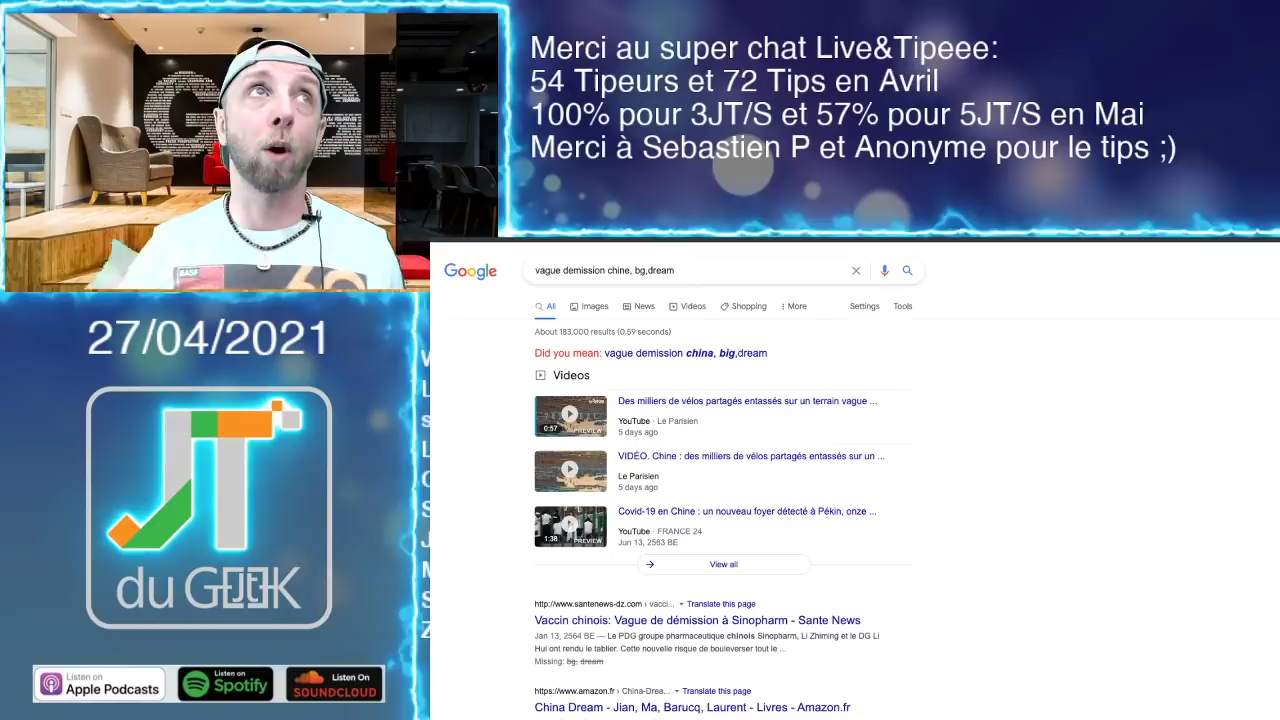 Merci au super chat Live&Tipeee:
54 Tipeurs et 72 Tips en Avril
100% pour 3JT/S et 57% pour 5JT/S en Mai
Merci à Sebastien P et Anonyme pour le tips ;)
BASF
27/04/2021
JT
du GEEK
Listen on
Apple Podcasts
Listen on
Spotify
Listen On
SOUNDCLOUD
Google
vague demission chine, bg,dream
All Images News Videos Shopping More Settings Tools
About 183,000 results (0.59 seconds)
Did you mean: vague demission china, big,dream
Videos
Des milliers de vélos partagés entassés sur un terrain vague ...
YouTube · Le Parisien
5 days ago
0:57 PREVIEW
VIDÉO. Chine : des milliers de vélos partagés entassés sur un ...
Le Parisien
5 days ago
Covid-19 en Chine : un nouveau foyer détecté à Pékin, onze ...
YouTube · FRANCE 24
Jun 13, 2563 BE
1:38 PREVIEW
View all
http://www.santenews-dz.com › vacci... Translate this page
Vaccin chinois: Vague de démission à Sinopharm - Sante News
Jan 13, 2564 BE — Le PDG groupe pharmaceutique chinois Sinopharm, Li Zhiming et le DG Li
Hui ont rendu le tablier. Cette nouvelle risque de bouleverser tout le ...
Missing: bg, dream
https://www.amazon.fr › China-Drea... Translate this page
China Dream - Jian, Ma, Barucq, Laurent - Livres - Amazon.fr